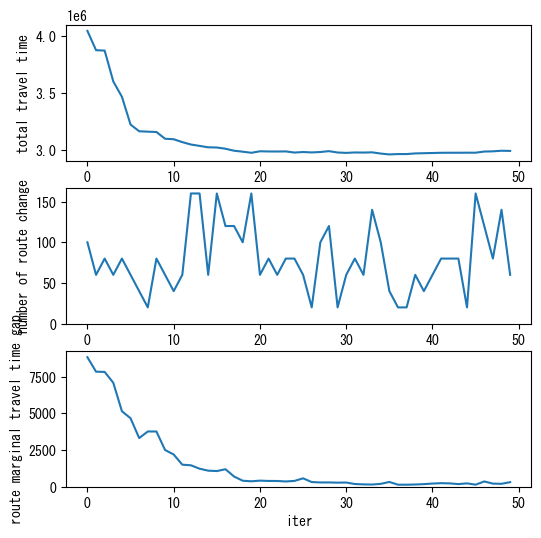 1e6
total travel time
4.0
3.5
3.0
0 10 20 30 40 50
number of route change
150
100
50
0
0 10 20 30 40 50
route marginal travel time gap
7500
5000
2500
0
0 10 20 30 40 50
iter